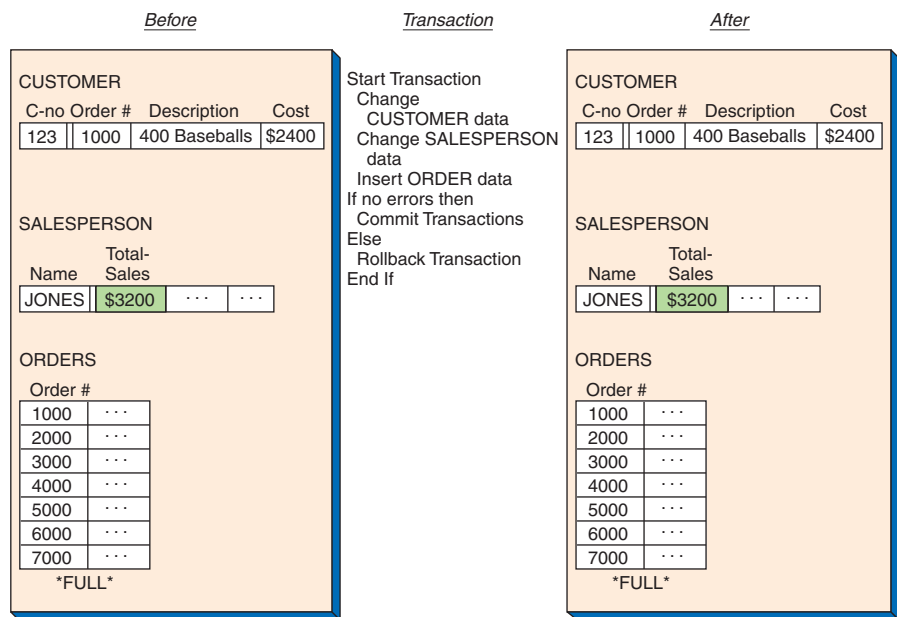 Before
CUSTOMER
C-no Order # Description Cost
123 1000 400 Baseballs $2400
SALESPERSON
Name Total-Sales
JONES $3200 ... ...
ORDERS
Order #
1000 ...
2000 ...
3000 ...
4000 ...
5000 ...
6000 ...
7000 ...
*FULL*
Transaction
Start Transaction
Change
CUSTOMER data
Change SALESPERSON
data
Insert ORDER data
If no errors then
Commit Transactions
Else
Rollback Transaction
End If
After
CUSTOMER
C-no Order # Description Cost
123 1000 400 Baseballs $2400
SALESPERSON
Name Total-Sales
JONES $3200 ... ...
ORDERS
Order #
1000 ...
2000 ...
3000 ...
4000 ...
5000 ...
6000 ...
7000 ...
*FULL*